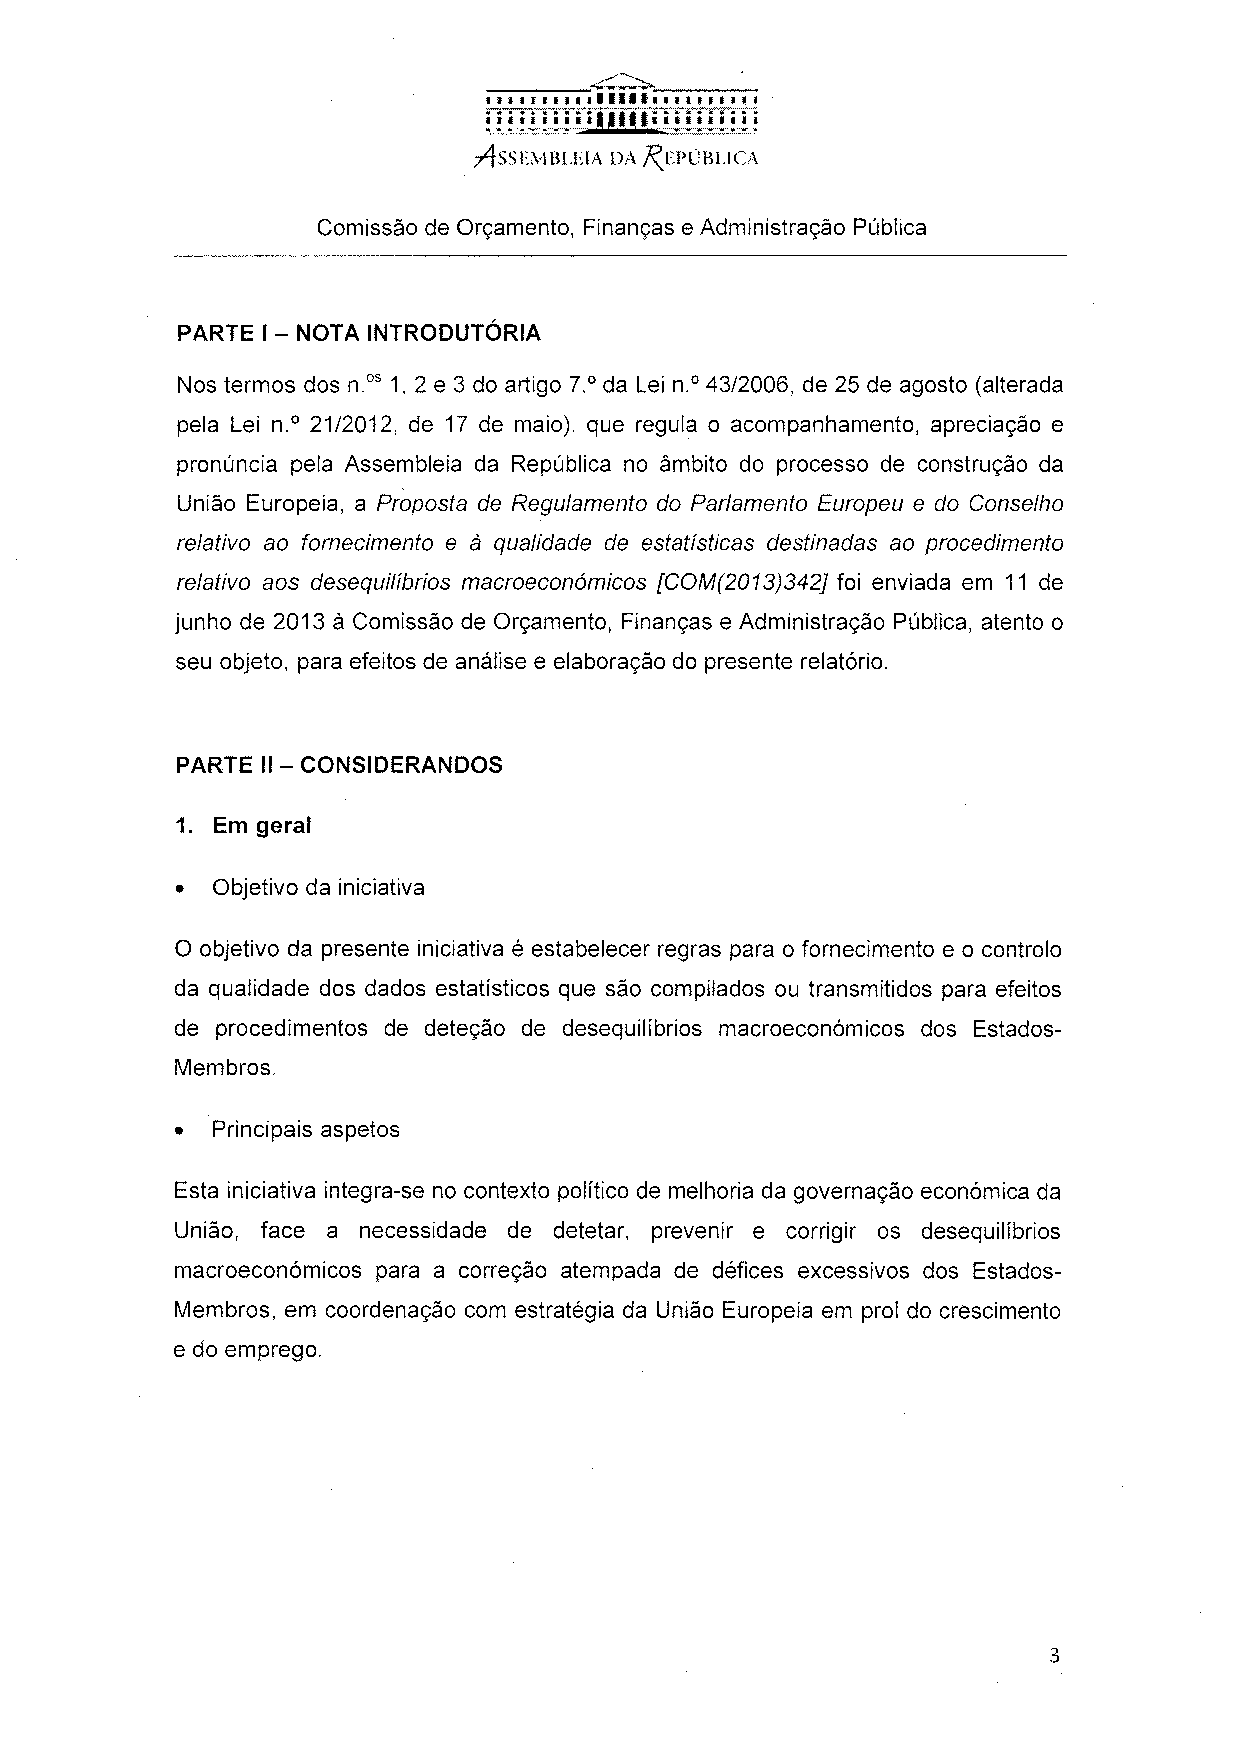 ASSEMBLEIA DA REPÚBLICA
Comissão de Orçamento, Finanças e Administração Pública
PARTE I – NOTA INTRODUTÓRIA
Nos termos dos n.ºs 1, 2 e 3 do artigo 7.º da Lei n.º 43/2006, de 25 de agosto (alterada
pela Lei n.º 21/2012, de 17 de maio), que regula o acompanhamento, apreciação e
pronúncia pela Assembleia da República no âmbito do processo de construção da
União Europeia, a Proposta de Regulamento do Parlamento Europeu e do Conselho
relativo ao fornecimento e à qualidade de estatísticas destinadas ao procedimento
relativo aos desequilíbrios macroeconómicos [COM(2013)342] foi enviada em 11 de
junho de 2013 à Comissão de Orçamento, Finanças e Administração Pública, atento o
seu objeto, para efeitos de análise e elaboração do presente relatório.
PARTE II – CONSIDERANDOS
1. Em geral
• Objetivo da iniciativa
O objetivo da presente iniciativa é estabelecer regras para o fornecimento e o controlo
da qualidade dos dados estatísticos que são compilados ou transmitidos para efeitos
de procedimentos de deteção de desequilíbrios macroeconómicos dos Estados-
Membros.
• Principais aspetos
Esta iniciativa integra-se no contexto político de melhoria da governação económica da
União, face a necessidade de detetar, prevenir e corrigir os desequilíbrios
macroeconómicos para a correção atempada de défices excessivos dos Estados-
Membros, em coordenação com estratégia da União Europeia em prol do crescimento
e do emprego.
3